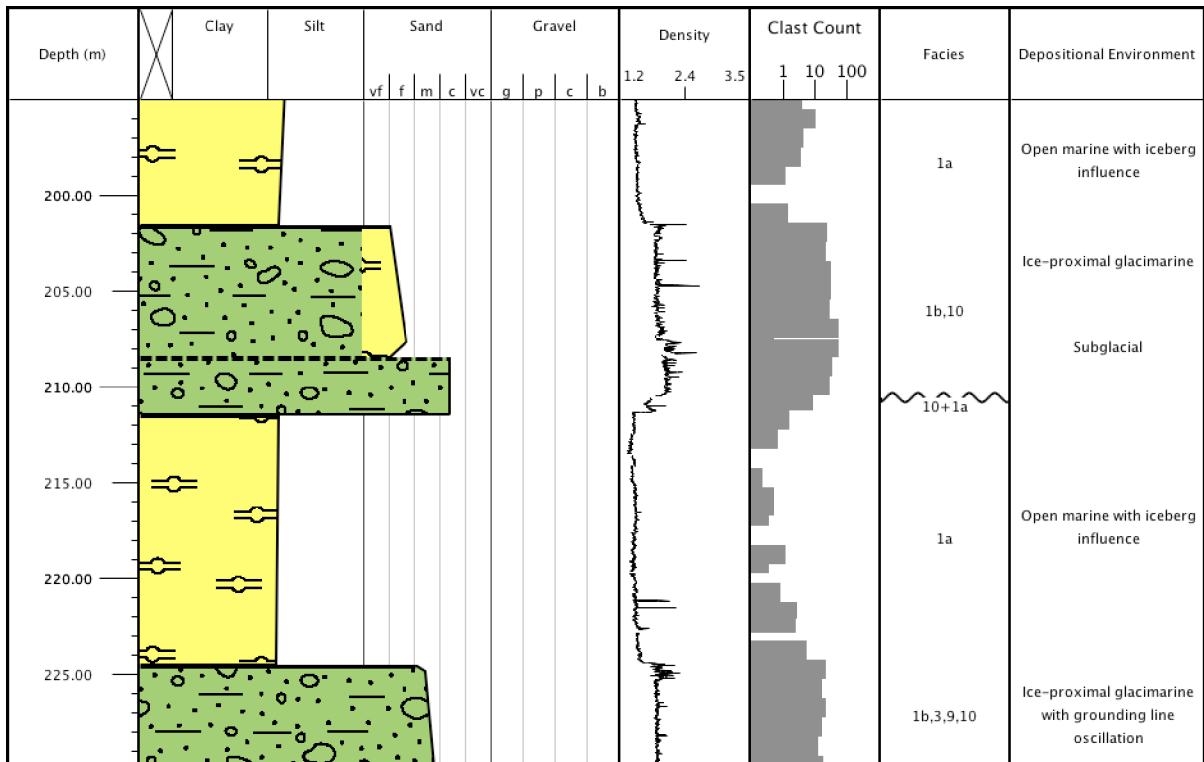 Depth (m)
Clay
Silt
Sand
Gravel
vf
f
m
c
vc
g
p
c
b
Density
1.2
2.4
3.5
Clast Count
1
10
100
Facies
Depositional Environment
200.00
205.00
210.00
215.00
220.00
225.00
1a
1b,10
10+1a
1a
1b,3,9,10
Open marine with iceberg
influence
Ice-proximal glacimarine
Subglacial
Open marine with iceberg
influence
Ice-proximal glacimarine
with grounding line
oscillation